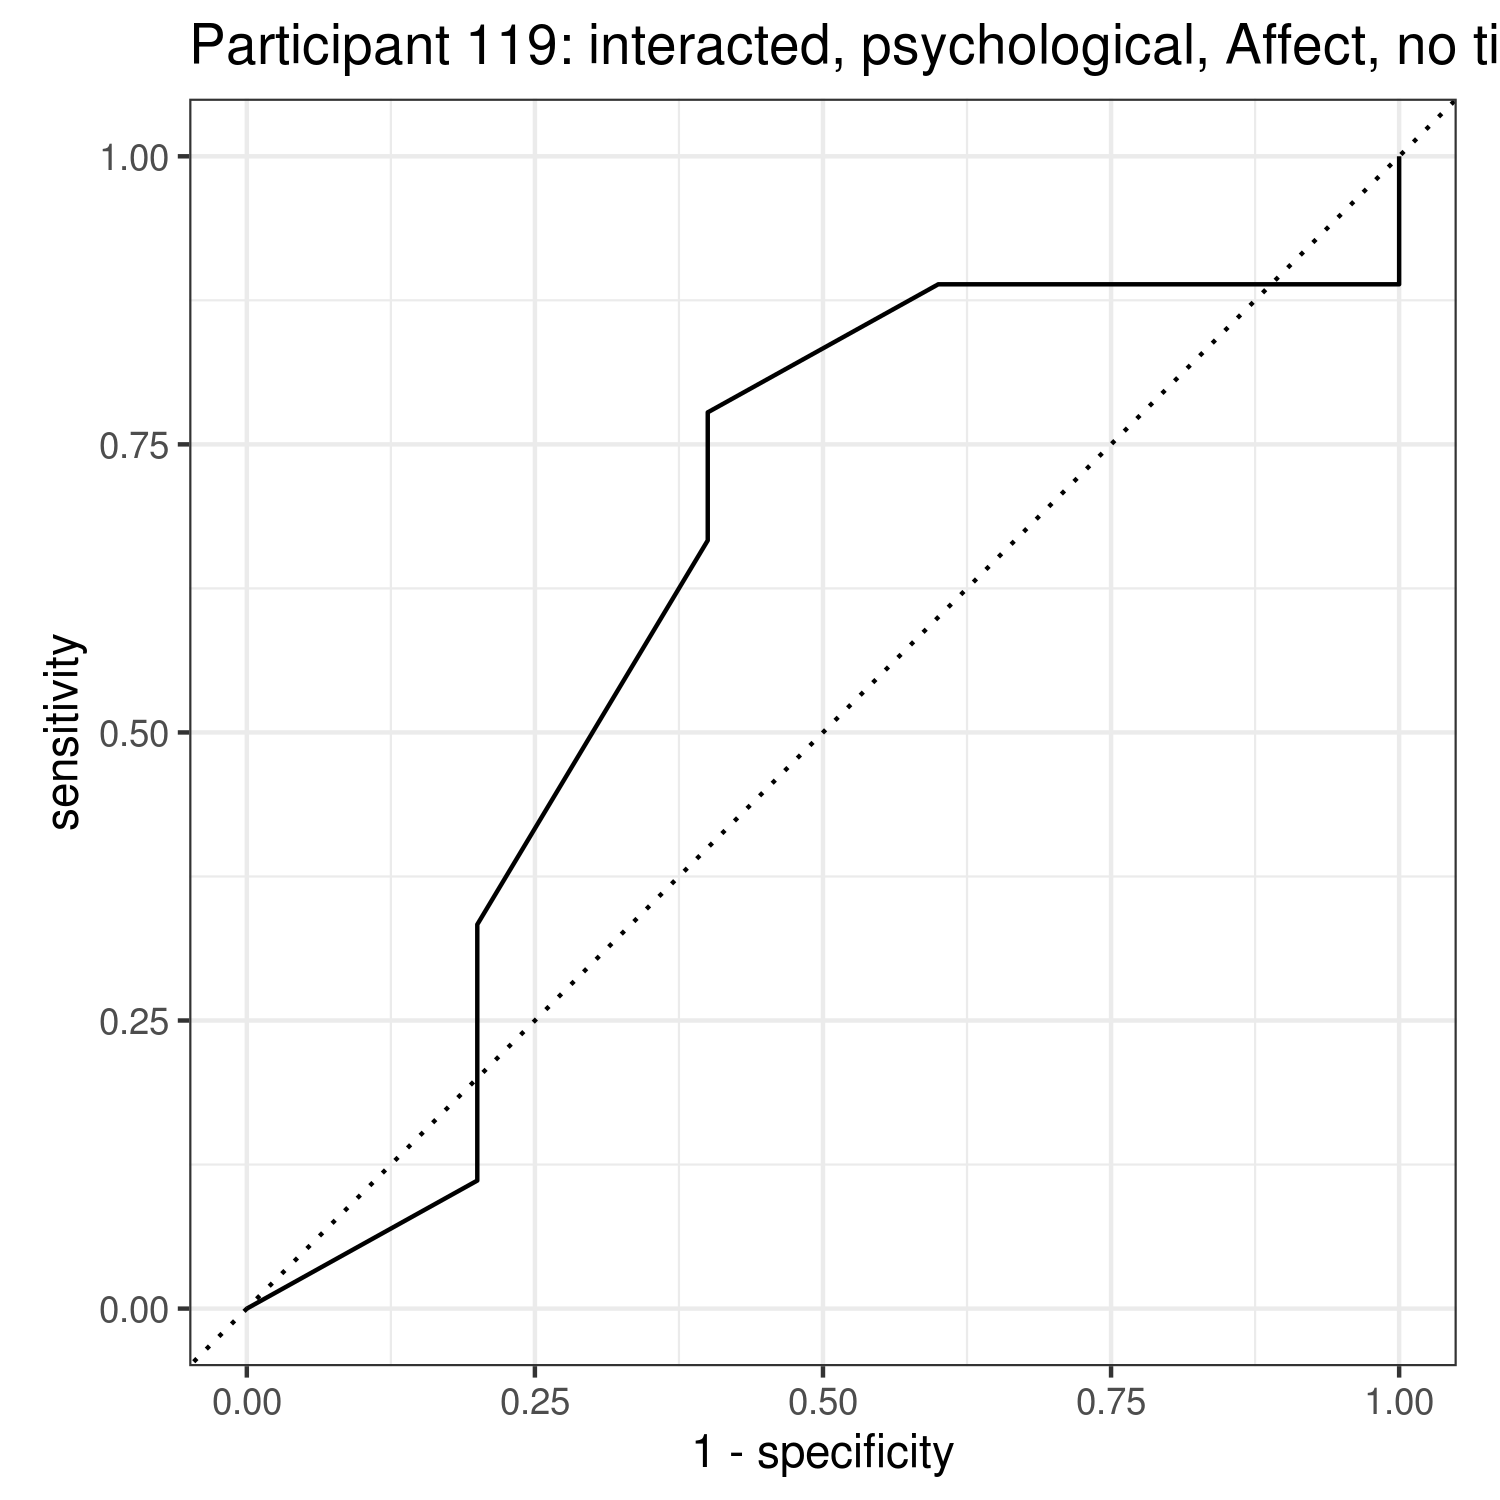 Participant 119: interacted, psychological, Affect, no ti
1.00
0.75
0.50
0.25
0.00
sensitivity
0.00 0.25 0.50 0.75 1.00
1 - specificity